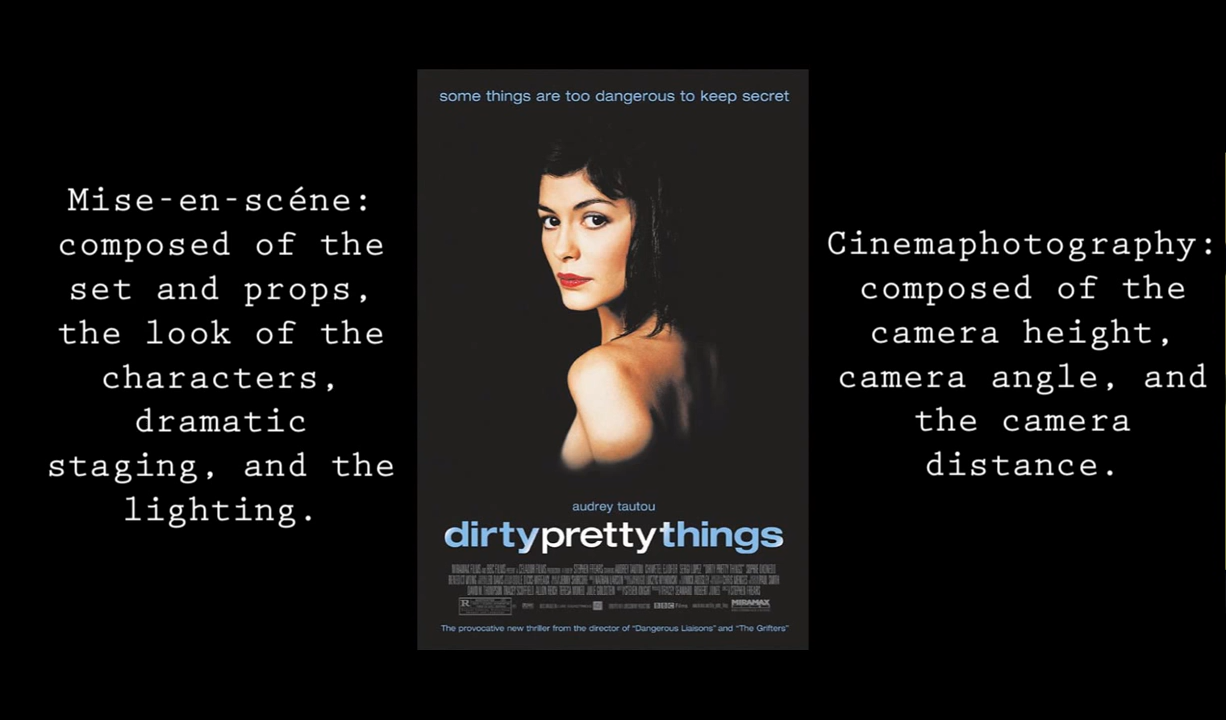 Mise-en-scéne:
composed of the
set and props,
the look of the
characters,
dramatic
staging, and the
lighting.
some things are too dangerous to keep secret
audrey tautou
dirtyprettythings
R
BBC Films
MIRAMAX
The provocative new thriller from the director of "Dangerous Liaisons" and "The Grifters"
Cinemaphotography:
composed of the
camera height,
camera angle, and
the camera
distance.